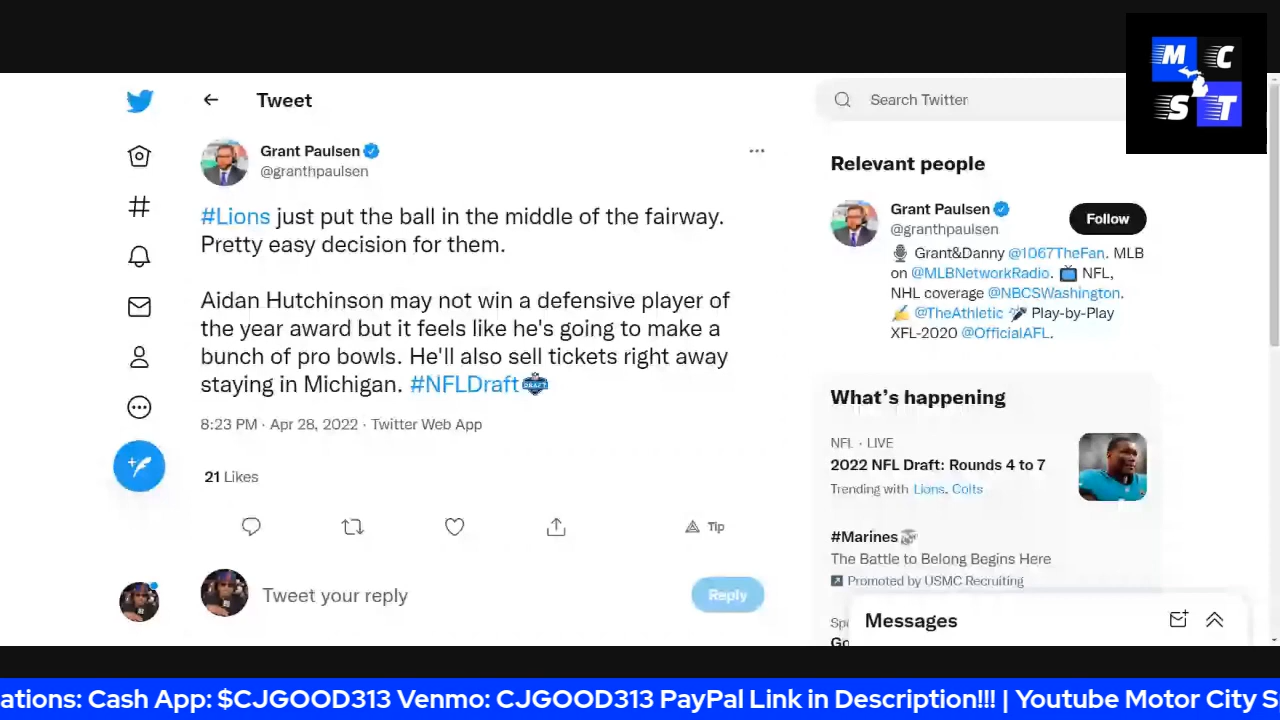 M C
S T
Tweet
Search Twitter
Grant Paulsen
@granthpaulsen
#Lions just put the ball in the middle of the fairway.
Pretty easy decision for them.
Aidan Hutchinson may not win a defensive player of
the year award but it feels like he's going to make a
bunch of pro bowls. He'll also sell tickets right away
staying in Michigan. #NFLDraft
8:23 PM · Apr 28, 2022 · Twitter Web App
21 Likes
Tip
Tweet your reply
Reply
Relevant people
Grant Paulsen
@granthpaulsen
Follow
Grant&Danny @1067TheFan. MLB
on @MLBNetworkRadio. NFL,
NHL coverage @NBCSWashington.
@TheAthletic Play-by-Play
XFL-2020 @OfficialAFL.
What's happening
NFL · LIVE
2022 NFL Draft: Rounds 4 to 7
Trending with Lions, Colts
#Marines
The Battle to Belong Begins Here
Promoted by USMC Recruiting
Messages
ations: Cash App: $CJGOOD313 Venmo: CJGOOD313 PayPal Link in Description!!! | Youtube Motor City S